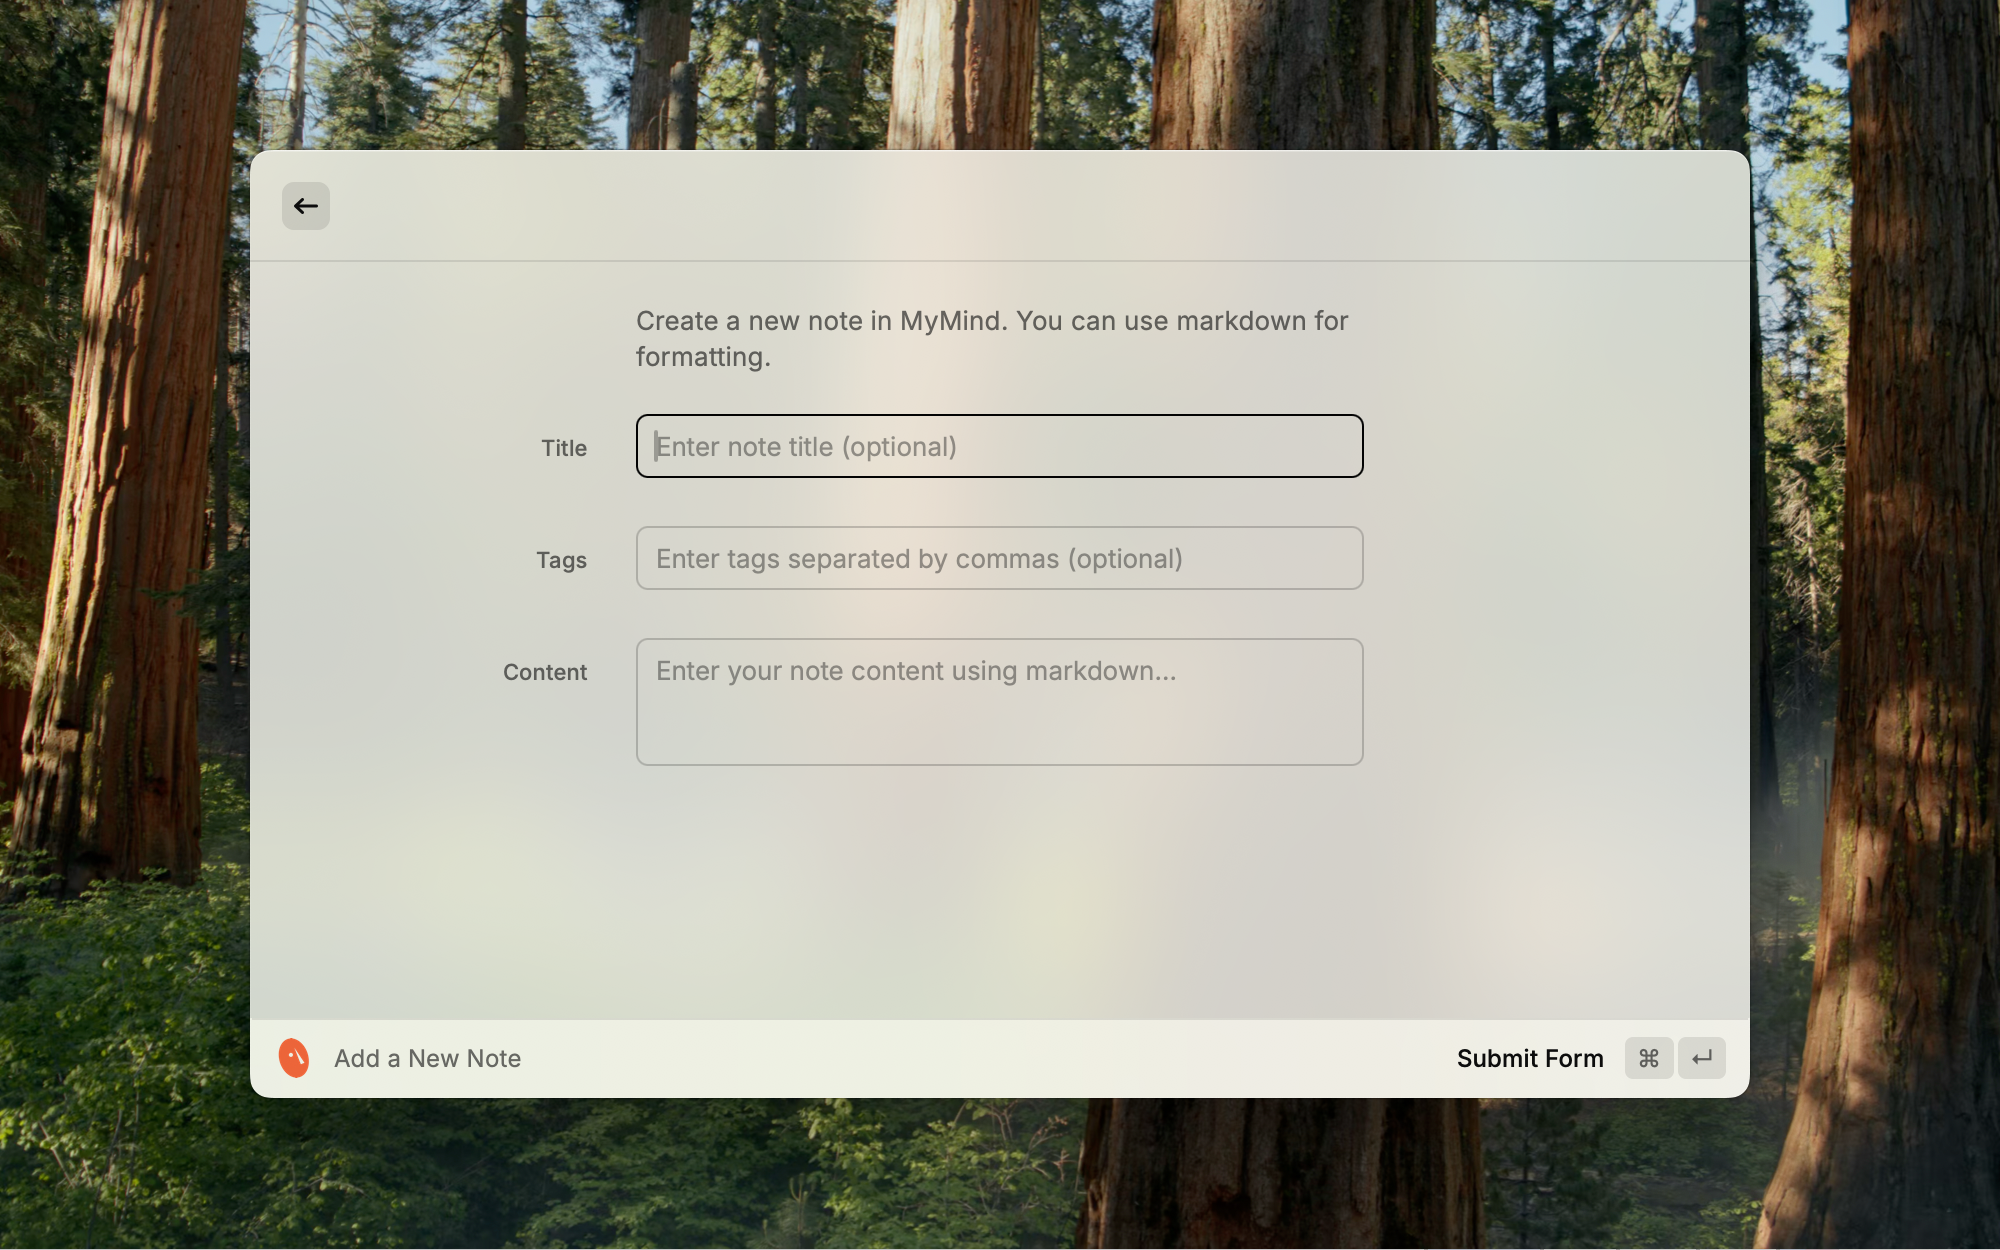 Create a new note in MyMind. You can use markdown for
formatting.
Title
Enter note title (optional)
Tags
Enter tags separated by commas (optional)
Content
Enter your note content using markdown...
Add a New Note
Submit Form ⌘ ↵